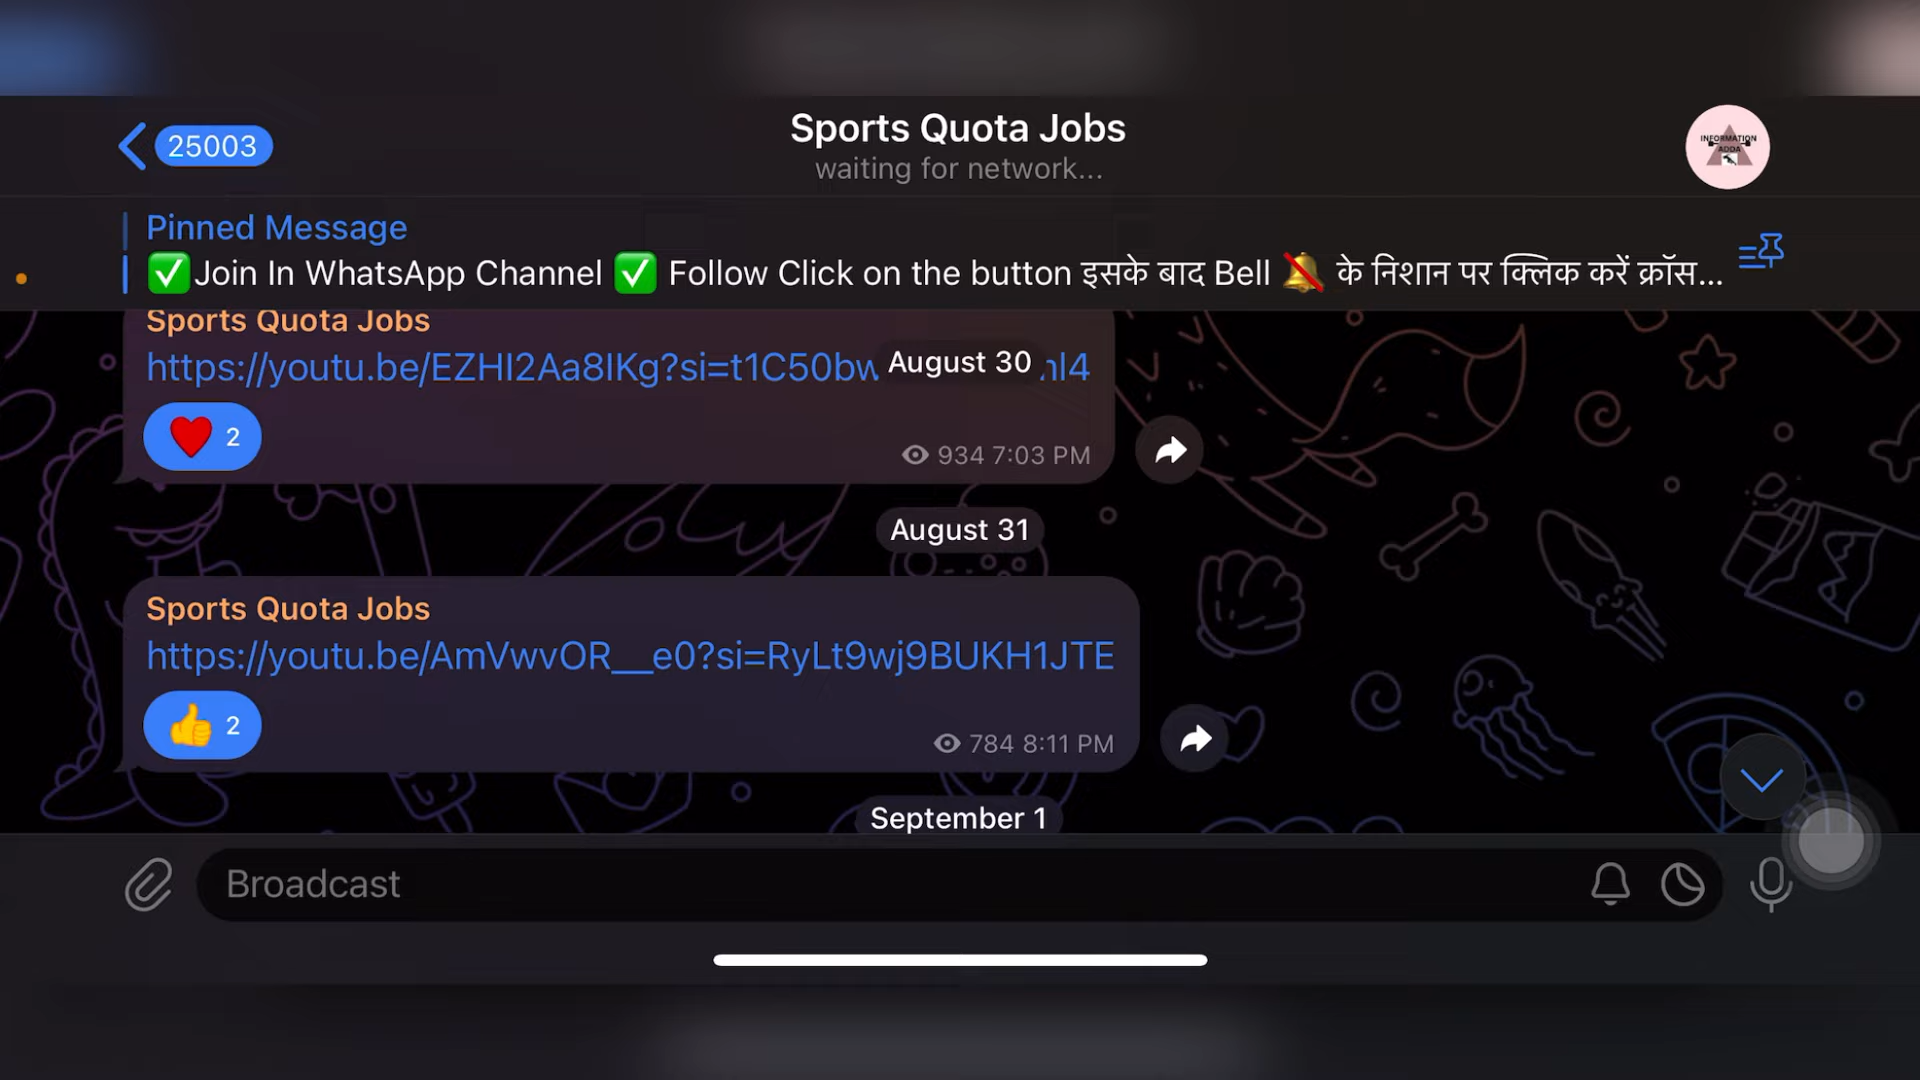 25003
Sports Quota Jobs
waiting for network...
INFORMATION
ADDA
Pinned Message
✅Join In WhatsApp Channel ✅ Follow Click on the button इसके बाद Bell 🔕 के निशान पर क्लिक करें क्रॉस...
Sports Quota Jobs
https://youtu.be/EZHI2Aa8IKg?si=t1C50bw
August 30
2
934 7:03 PM
August 31
Sports Quota Jobs
https://youtu.be/AmVwvOR__e0?si=RyLt9wj9BUKH1JTE
2
784 8:11 PM
September 1
Broadcast